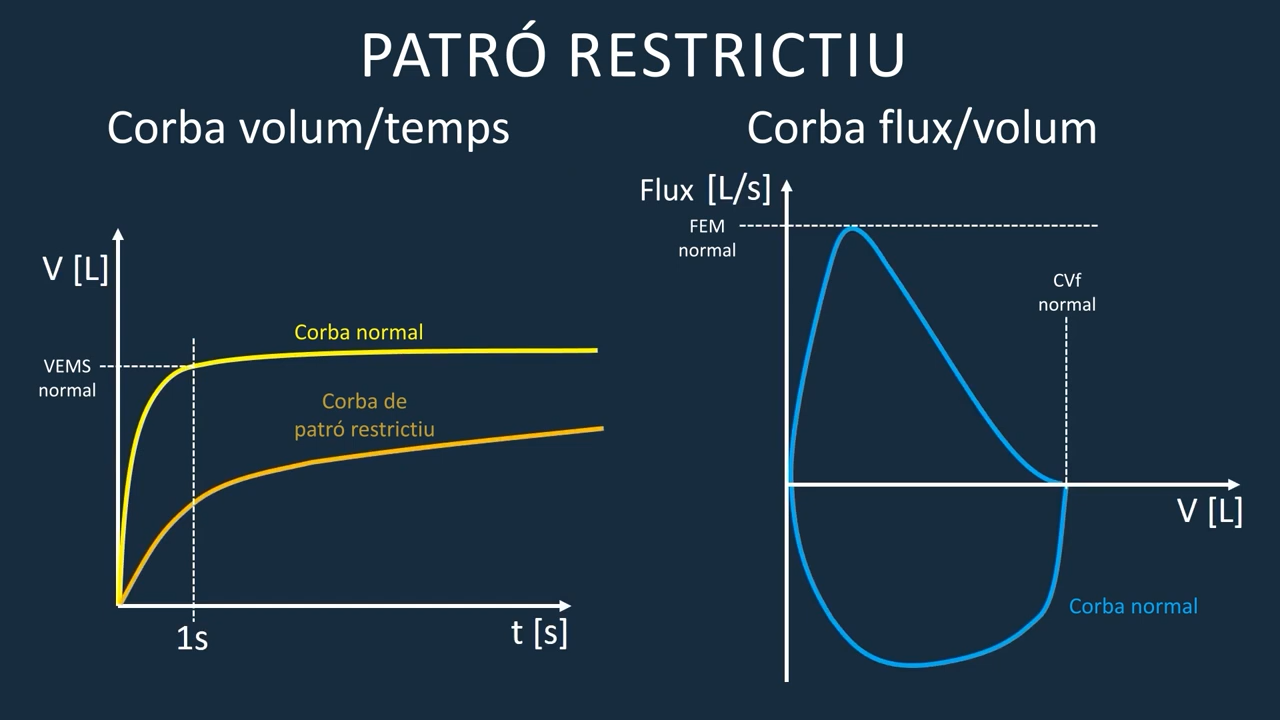 PATRÓ RESTRICTIU
Corba volum/temps
V [L]
VEMS
normal
Corba normal
Corba de
patró restrictiu
1s
t [s]
Corba flux/volum
Flux [L/s]
FEM
normal
CVf
normal
V [L]
Corba normal